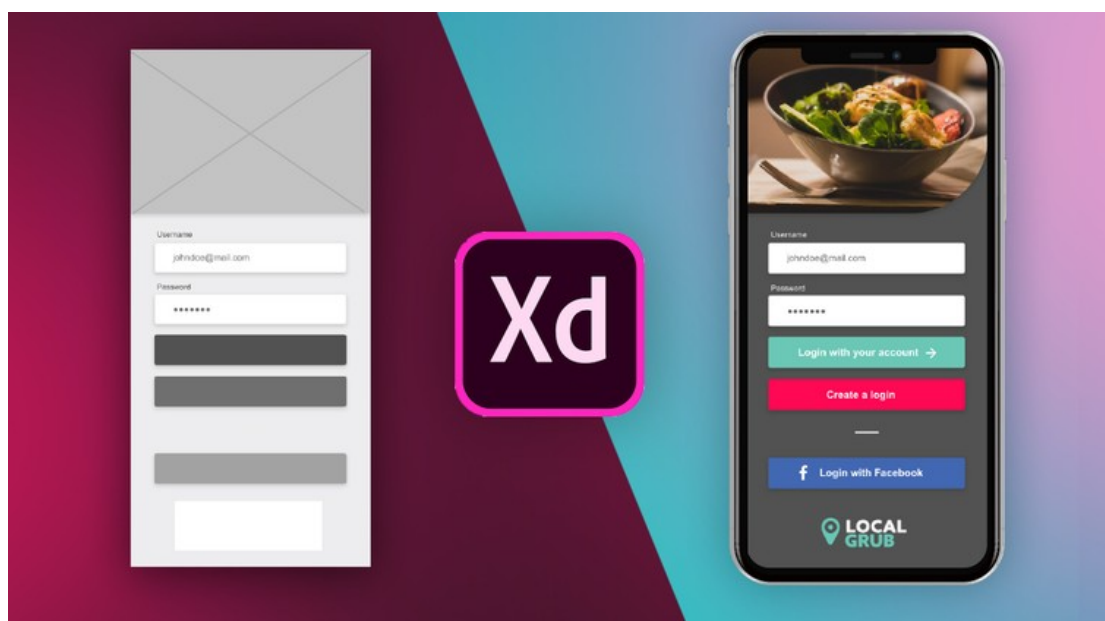 Username
johndoe@mail.com
Password
*******
Xd
Username
johndoe@mail.com
Password
*******
Login with your account →
Create a login
f Login with Facebook
LOCAL
GRUB